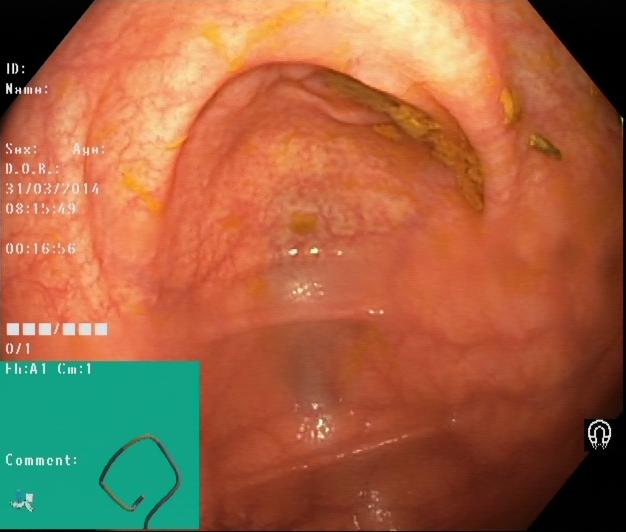 ID:
Name:
Sex: Age:
D.O.R.:
31/03/2014
08:15:49
00:16:56
■■■/■■■
0/1
Eh:A1 Cm:1
Comment: